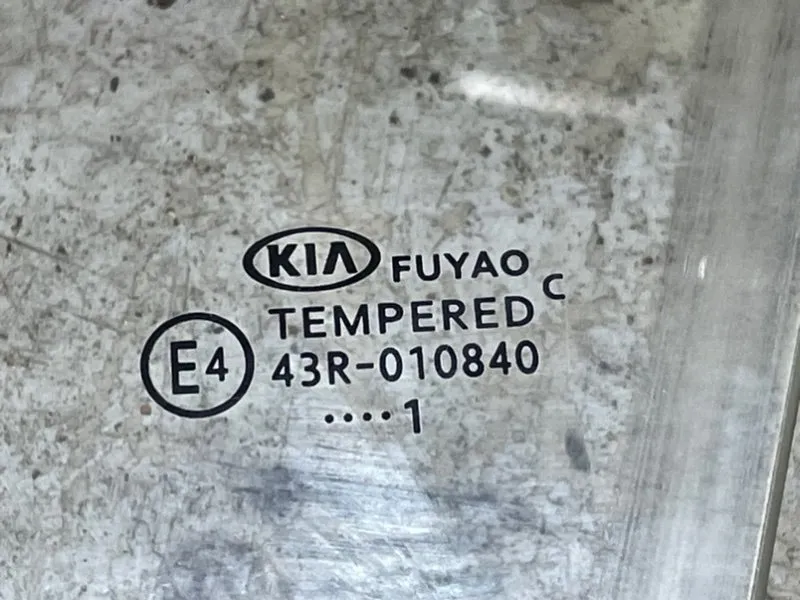 KIA FUYAO
TEMPERED C
E4 43R-010840
....1